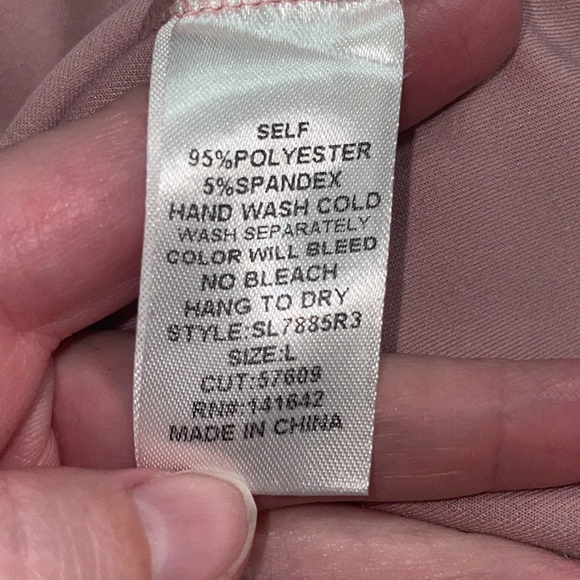 SELF
95%POLYESTER
5%SPANDEX
HAND WASH COLD
WASH SEPARATELY
COLOR WILL BLEED
NO BLEACH
HANG TO DRY
STYLE:SL7885R3
SIZE:L
CUT:57609
RN#:141642
MADE IN CHINA